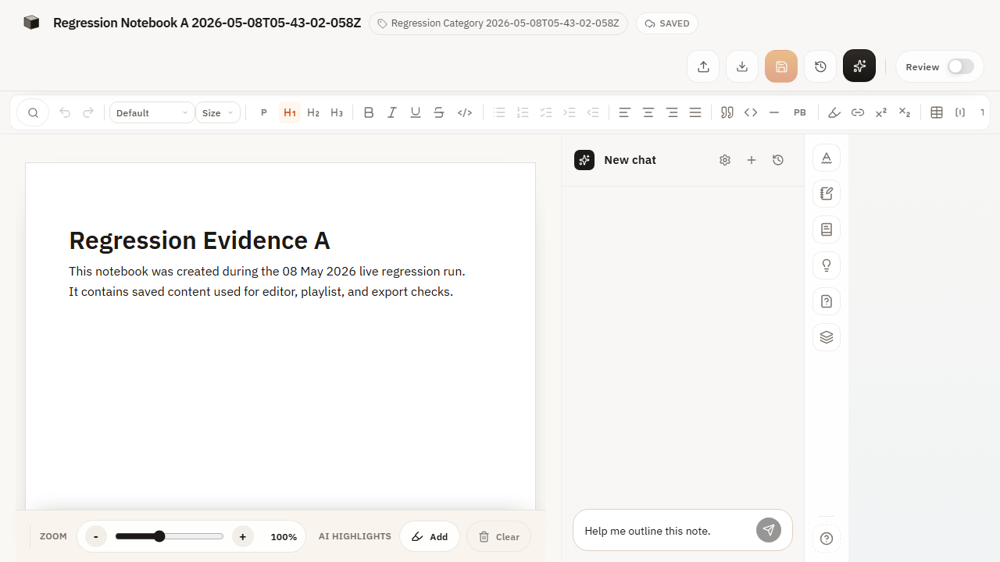 Regression Notebook A 2026-05-08T05-43-02-058Z
Regression Category 2026-05-08T05-43-02-058Z
SAVED
Review
Default
Size
P
H1
H2
H3
B
I
U
S
</>
PB
x²
x₂
New chat
Regression Evidence A
This notebook was created during the 08 May 2026 live regression run.
It contains saved content used for editor, playlist, and export checks.
Help me outline this note.
ZOOM
-
+
100%
AI HIGHLIGHTS
Add
Clear